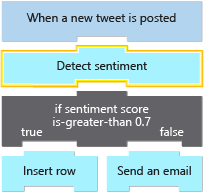 When a new tweet is posted
Detect sentiment
if sentiment score
is-greater-than 0.7
true false
Insert row Send an email